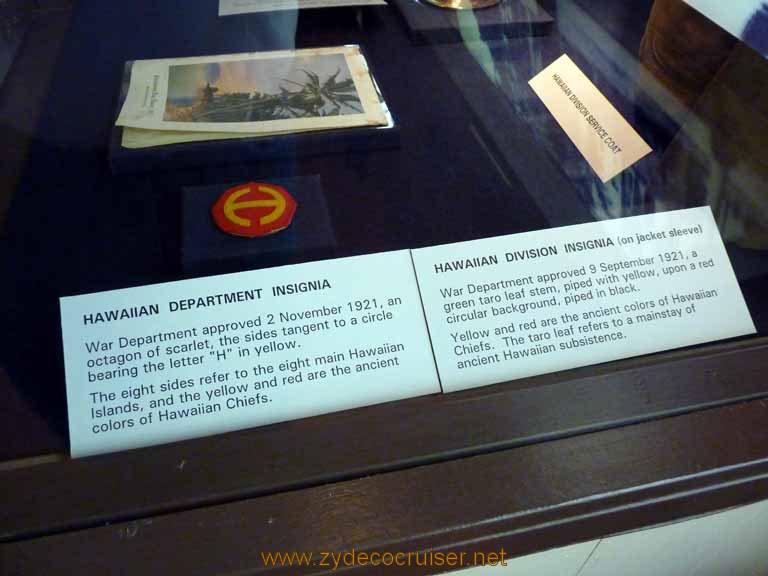 HAWAIIAN DIVISION SERVICE COAT
HAWAIIAN DEPARTMENT INSIGNIA
War Department approved 2 November 1921, an
octagon of scarlet, the sides tangent to a circle
bearing the letter "H" in yellow.
The eight sides refer to the eight main Hawaiian
Islands, and the yellow and red are the ancient
colors of Hawaiian Chiefs.
HAWAIIAN DIVISION INSIGNIA (on jacket sleeve)
War Department approved 9 September 1921, a
green taro leaf stem, piped with yellow, upon a red
circular background, piped in black.
Yellow and red are the ancient colors of Hawaiian
Chiefs. The taro leaf refers to a mainstay of
ancient Hawaiian subsistence.
www.zydecocruiser.net